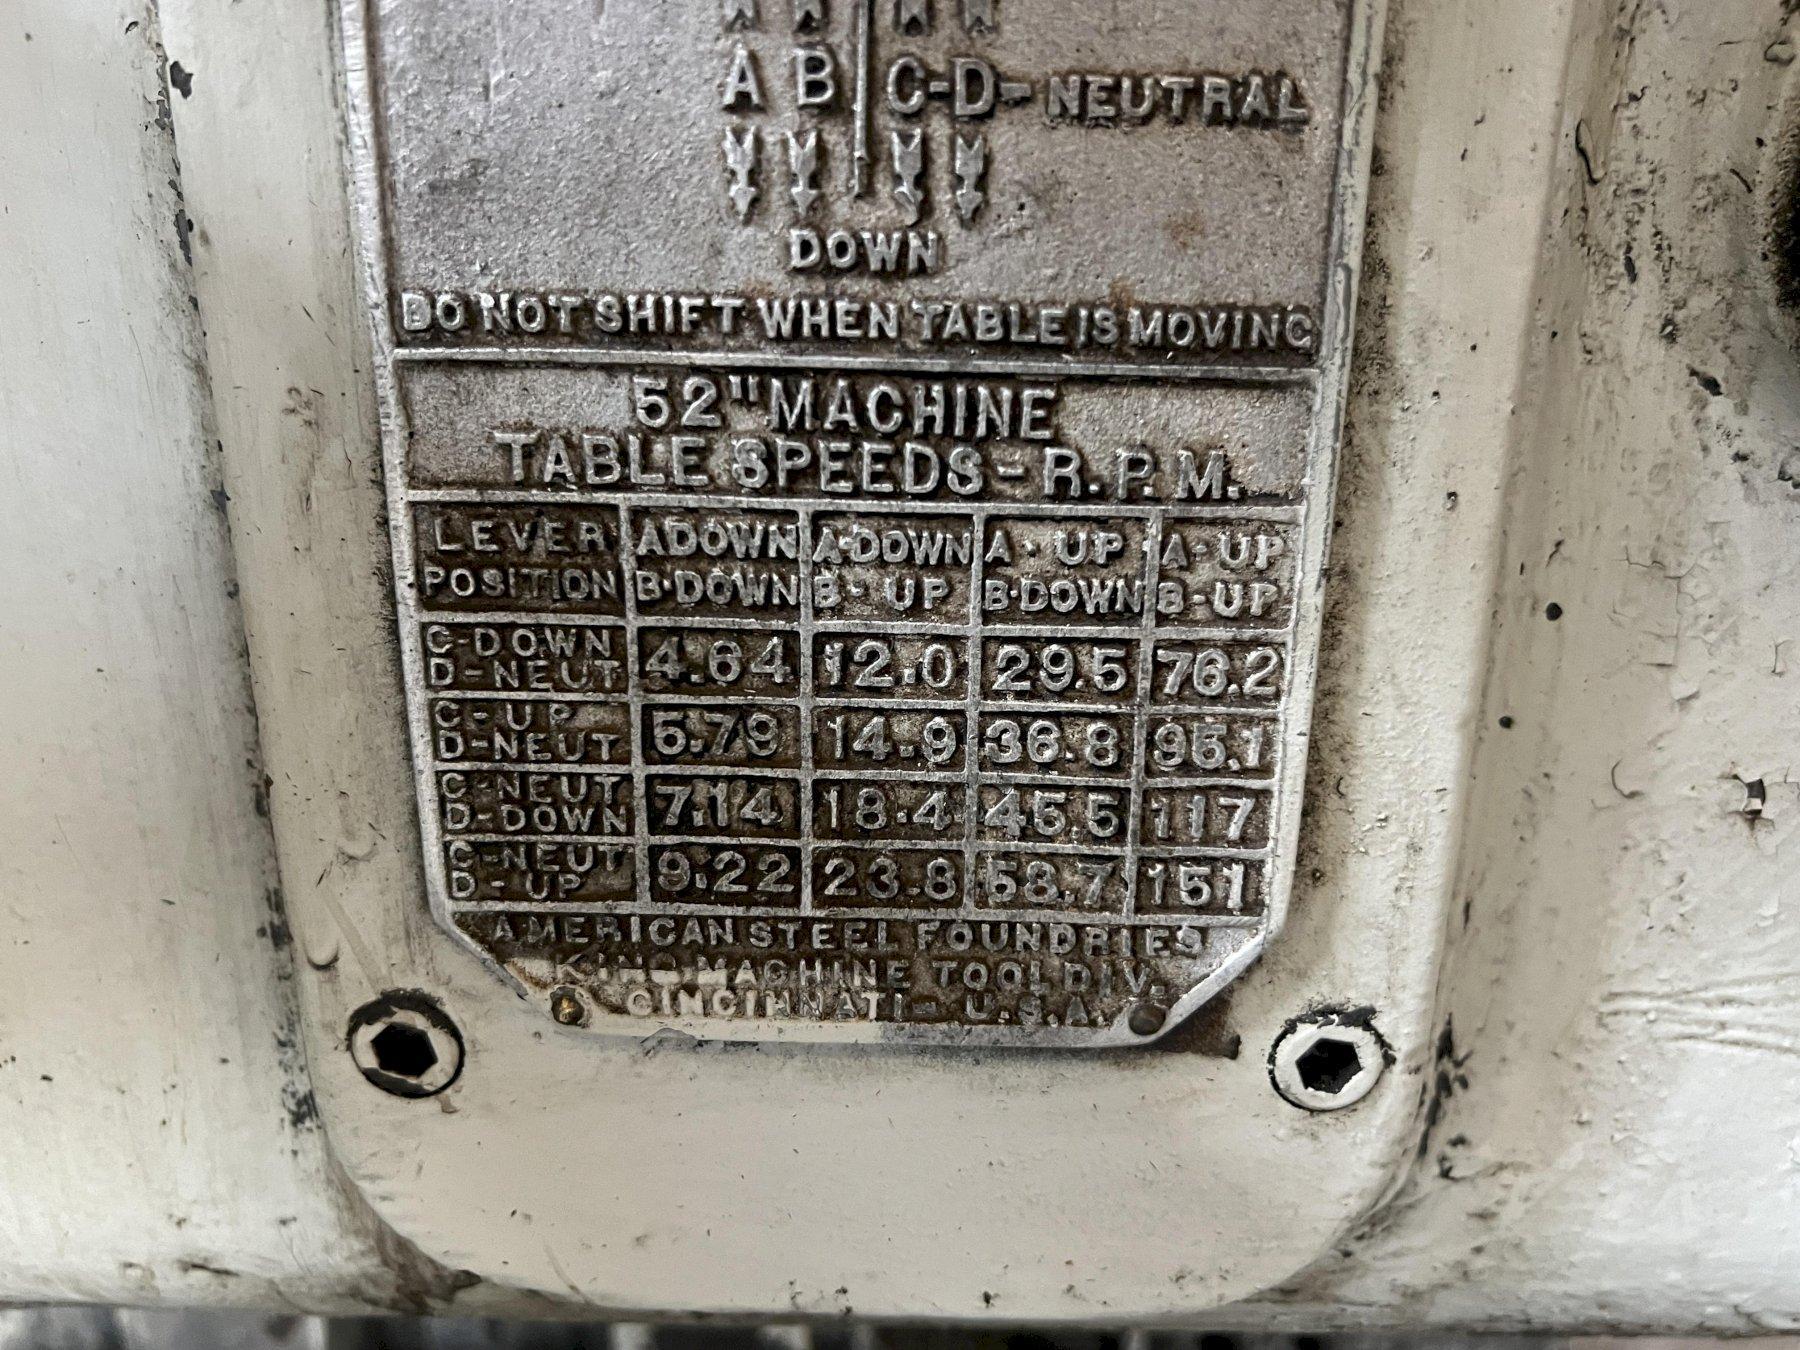 A B C-D-NEUTRAL
DOWN
DO NOT SHIFT WHEN TABLE IS MOVING
52" MACHINE
TABLE SPEEDS - R.P.M.
LEVER POSITION A DOWN B·DOWN A·DOWN B· UP A· UP B·DOWN A-UP B-UP
C-DOWN D-NEUT 4.64 12.0 29.5 76.2
C-UP D-NEUT 5.79 14.9 36.8 95.1
C-NEUT D-DOWN 7.14 18.4 45.5 117
C-NEUT D-UP 9.22 23.8 58.7 151
AMERICAN STEEL FOUNDRIES
KING MACHINE TOOL DIV.
CINCINNATI- U.S.A.